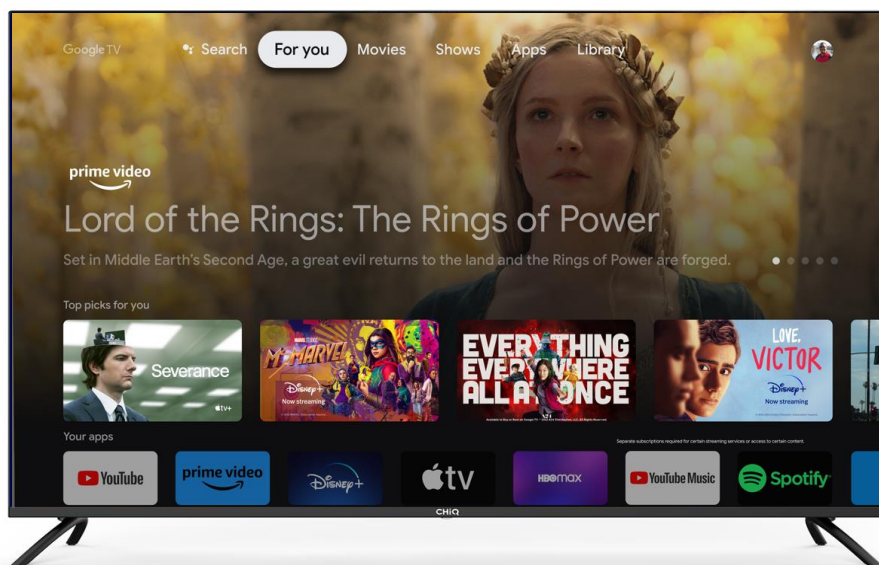 Google TV
Search
For you
Movies
Shows
Apps
Library
prime video
Lord of the Rings: The Rings of Power
Set in Middle Earth's Second Age, a great evil returns to the land and the Rings of Power are forged.
Top picks for you
Severance
tv+
MARVEL STUDIOS
MS. MARVEL
Disney+
Now streaming
EVERYTHING
EVERYWHERE
ALL AT ONCE
LOVE,
VICTOR
Disney+
Now streaming
Your apps
Separate subscriptions required for certain streaming services or access to certain content.
YouTube
prime video
Disney+
tv
HBOmax
YouTube Music
Spotify
CHiQ